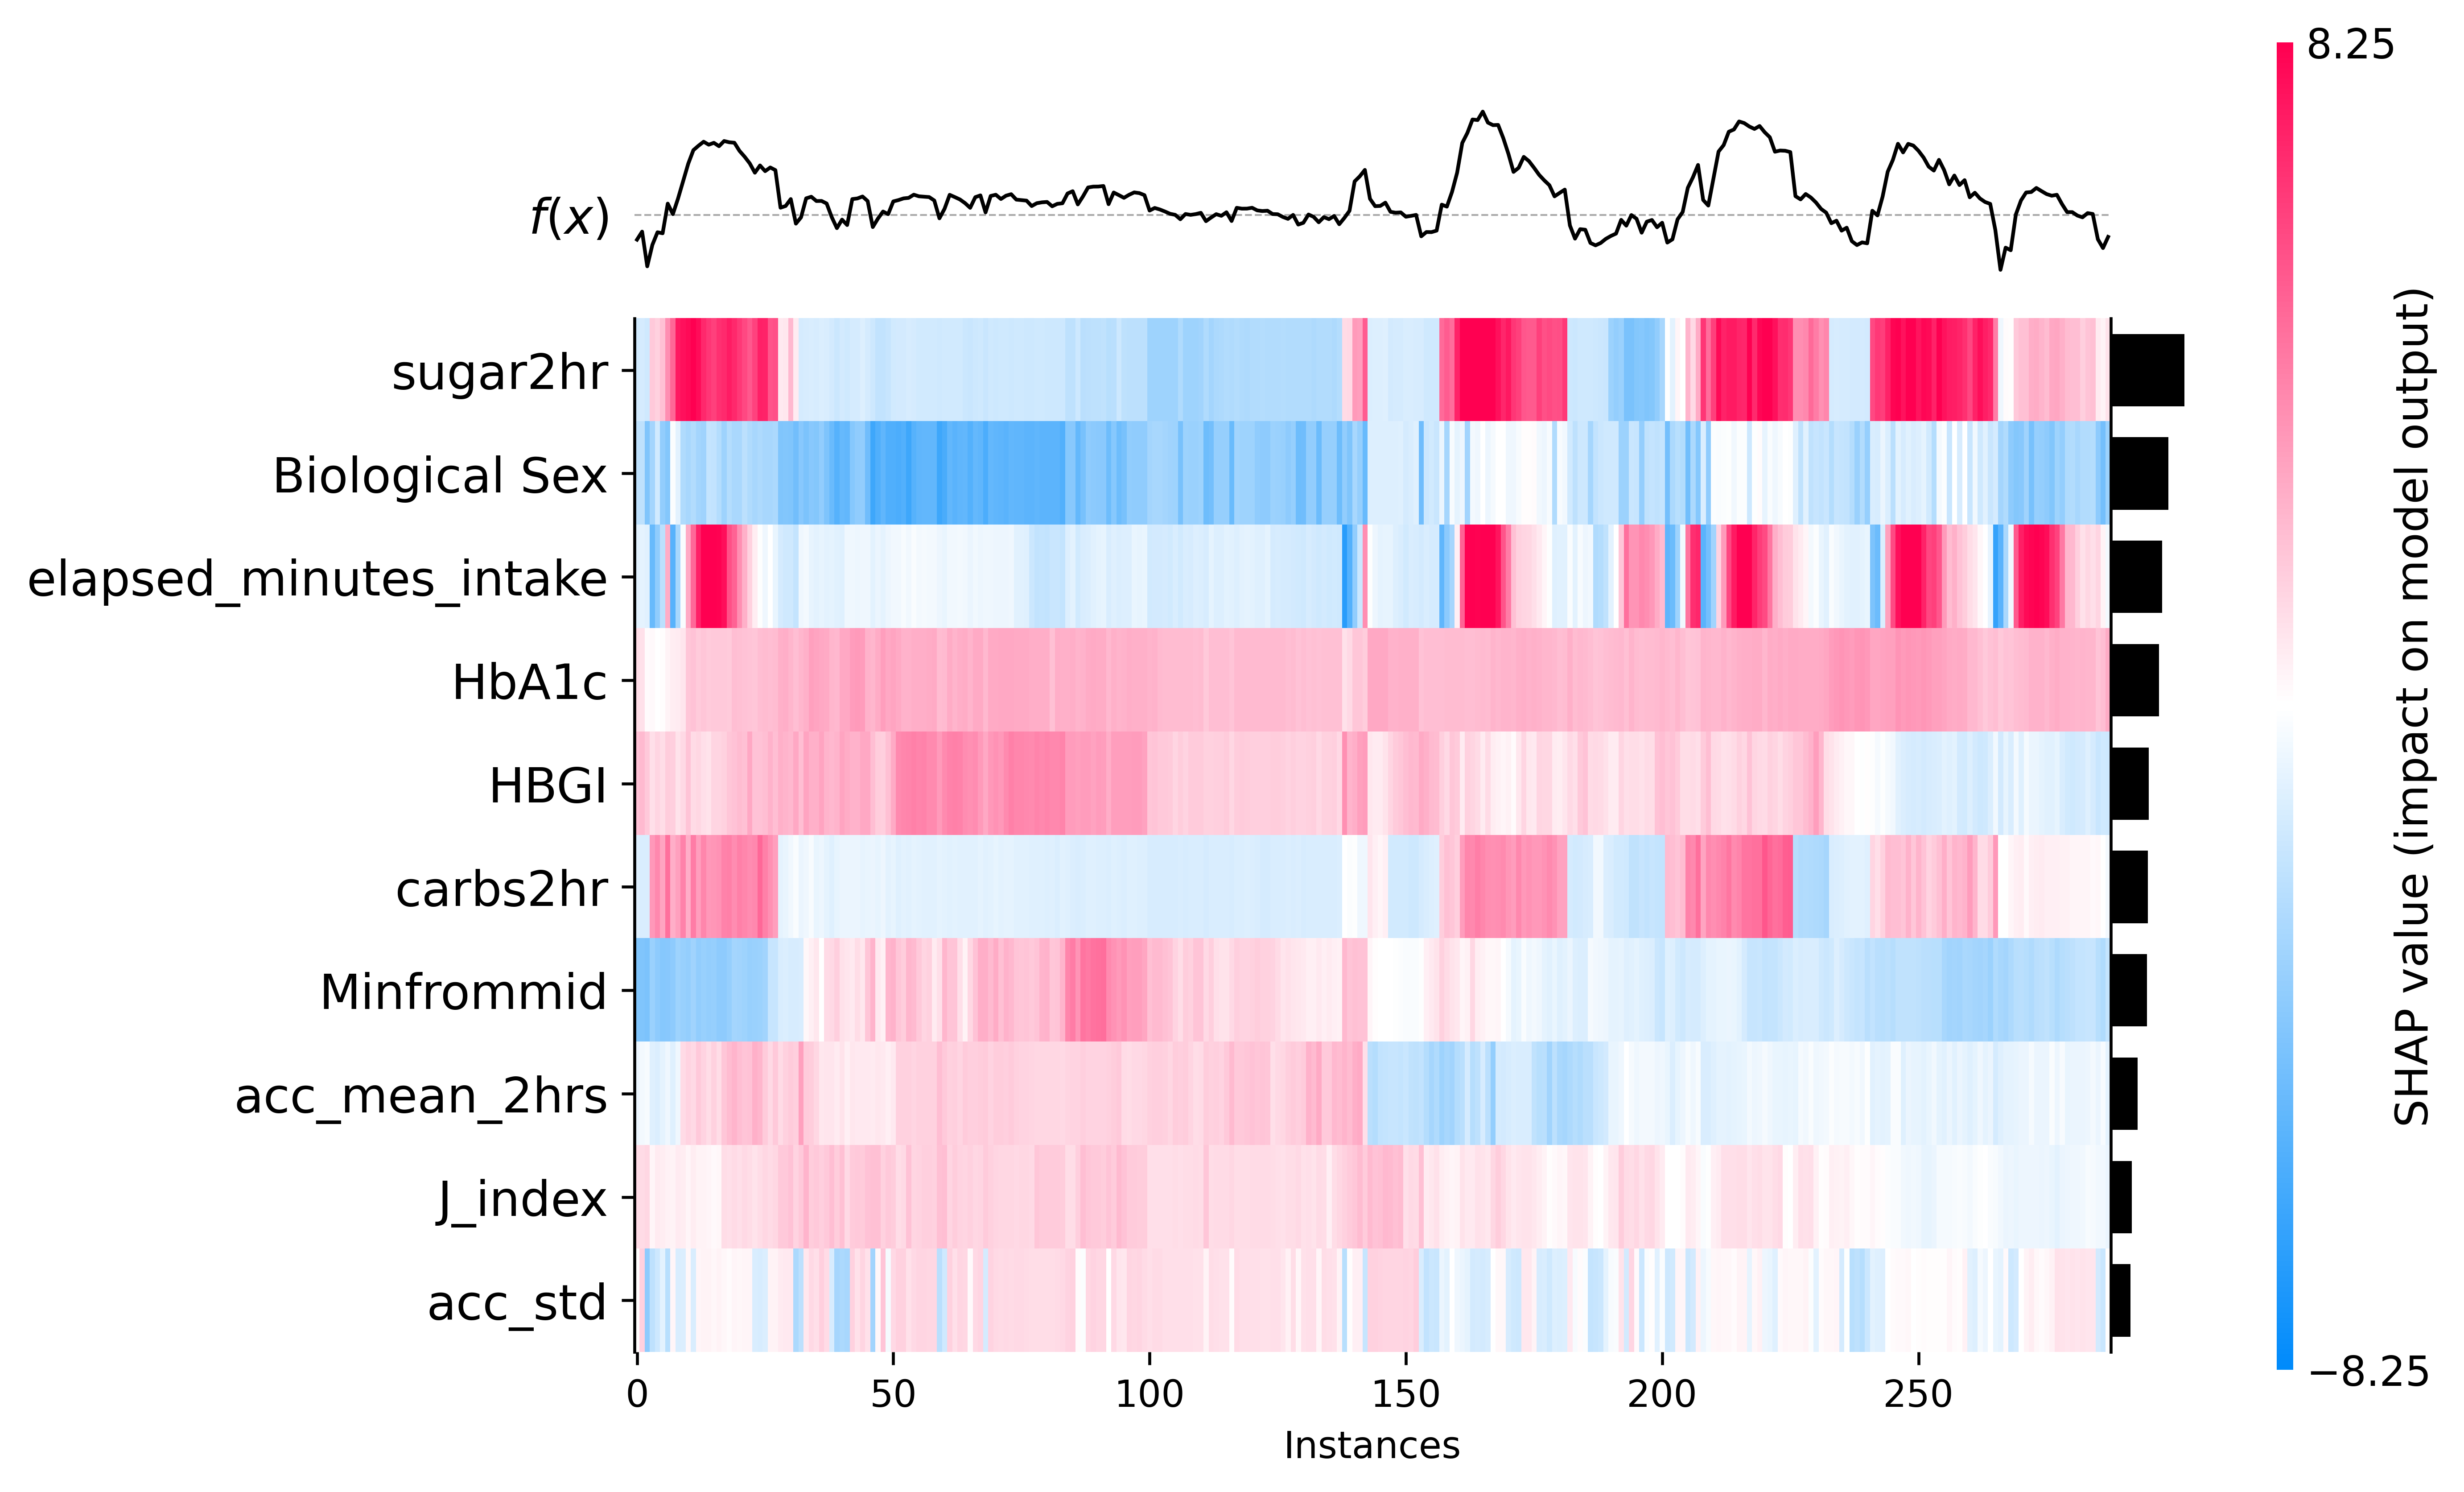 8.25
f(x)
sugar2hr
Biological Sex
elapsed_minutes_intake
HbA1c
HBGI
carbs2hr
Minfrommid
acc_mean_2hrs
J_index
acc_std
0 50 100 150 200 250
Instances
SHAP value (impact on model output)
−8.25